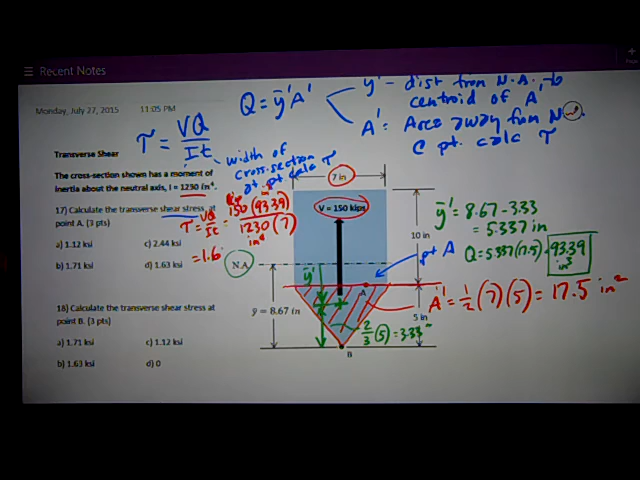 Recent Notes
Monday, July 27, 2015 11:05 PM
Transverse Shear
The cross-section shown has a moment of
inertia about the neutral axis, I = 1230 in⁴.
17) Calculate the transverse shear stress, at
point A. (3 pts)
a) 1.12 ksi c) 2.44 ksi
b) 1.71 ksi d) 1.63 ksi
18) Calculate the transverse shear stress at
point B. (3 pts)
a) 1.71 ksi c) 1.12 ksi
b) 1.63 ksi d) 0
τ = VQ / It
width of
cross-section
at pt calc τ
Q = ȳ'A'
y' - dist from N.A. to
centroid of A'
A' = Area away from N.
@ pt. calc τ
τ = VQ / It = 150 (93.39) / 1230 (7)
in⁴
= 1.6
N.A.
7 in
V = 150 kips
10 in
5 in
pt A
A
B
ȳ'
ȳ = 8.67 in
2/3 (5) = 3.33"
ȳ' = 8.67 - 3.33
= 5.337 in
Q = 5.337 (17.5) = 93.39
in³
A' = 1/2 (7) (5) = 17.5 in²